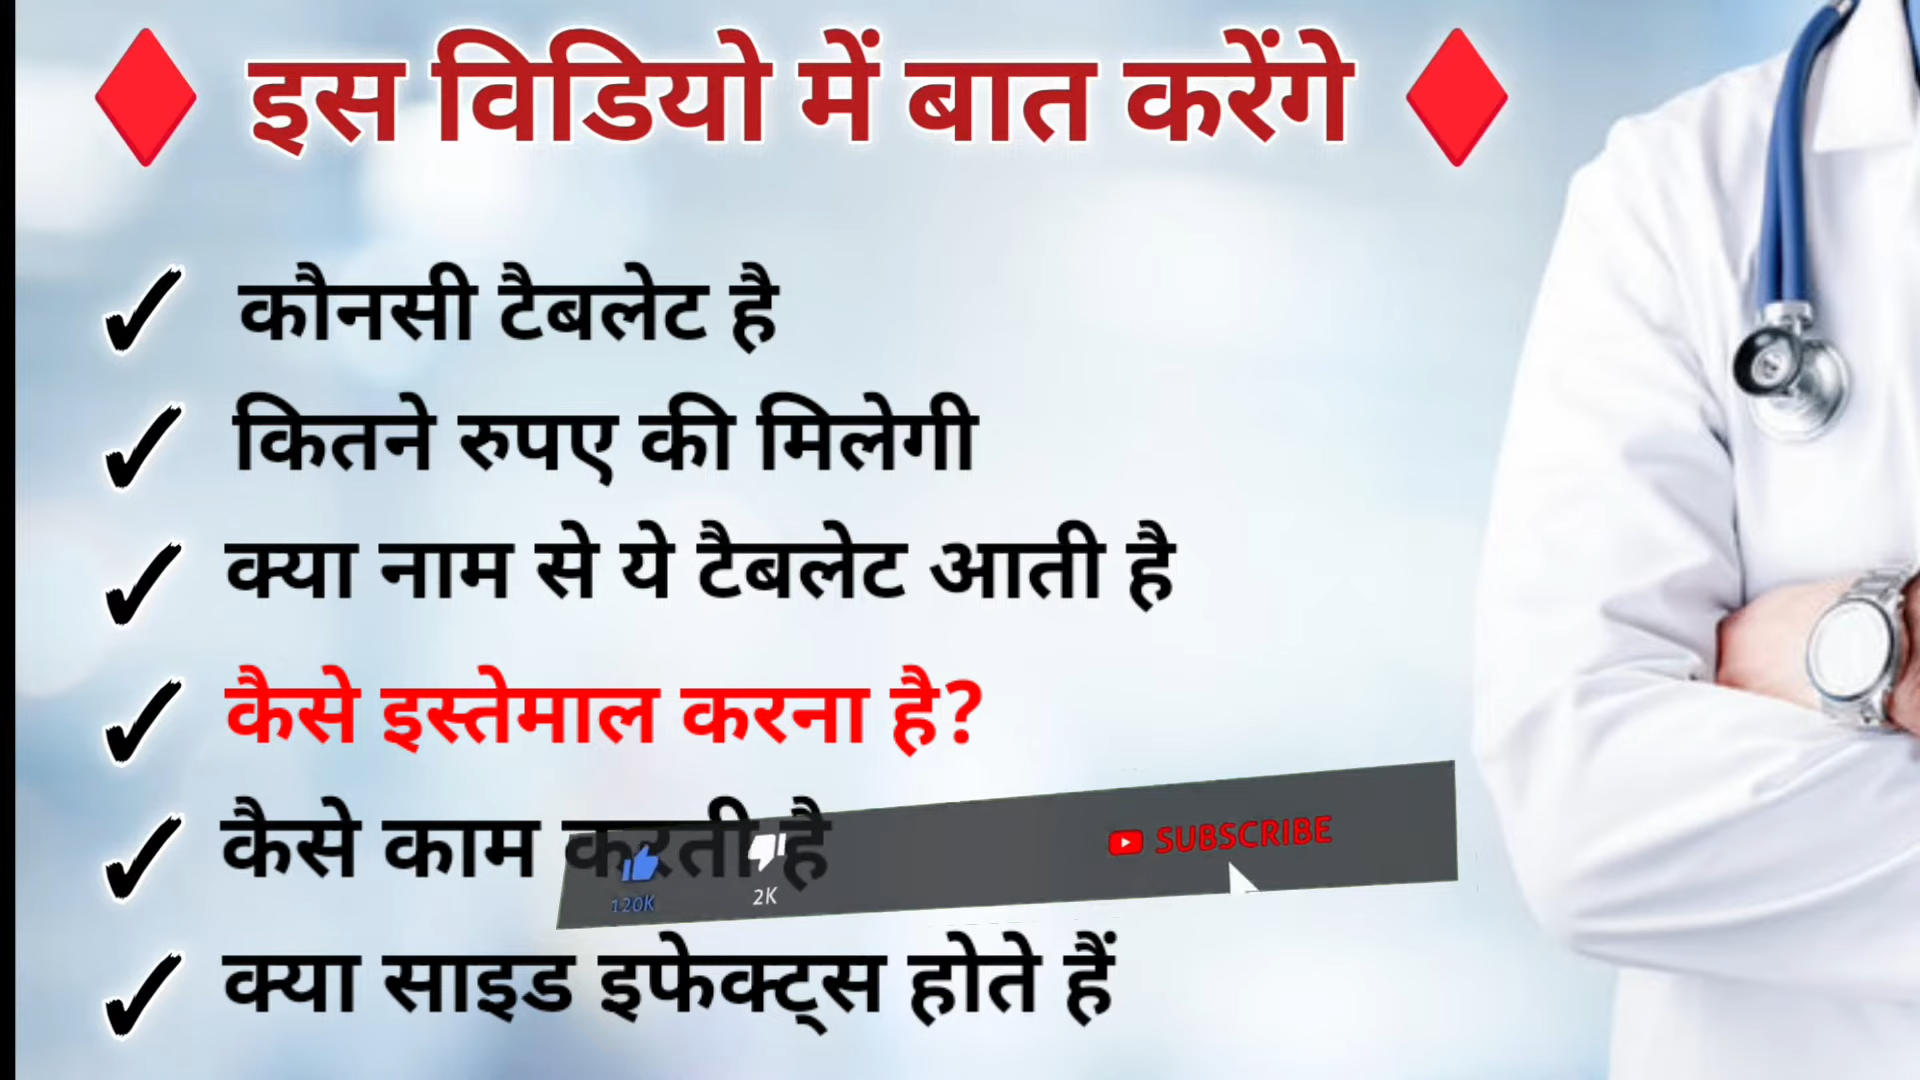 ♦ इस विडियो में बात करेंगे ♦
✓ कौनसी टैबलेट है
✓ कितने रुपए की मिलेगी
✓ क्या नाम से ये टैबलेट आती है
✓ कैसे इस्तेमाल करना है?
✓ कैसे काम करती है
120K 2K SUBSCRIBE
✓ क्या साइड इफेक्ट्स होते हैं